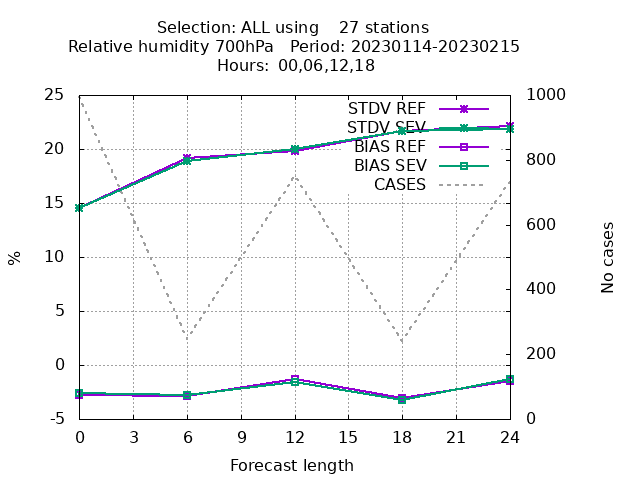 Selection: ALL using    27 stations
Relative humidity 700hPa   Period: 20230114-20230215
Hours: 00,06,12,18
25
20
15
10
5
0
-5
%
1000
800
600
400
200
0
No cases
STDV REF
STDV SEV
BIAS REF
BIAS SEV
CASES
0 3 6 9 12 15 18 21 24
Forecast length